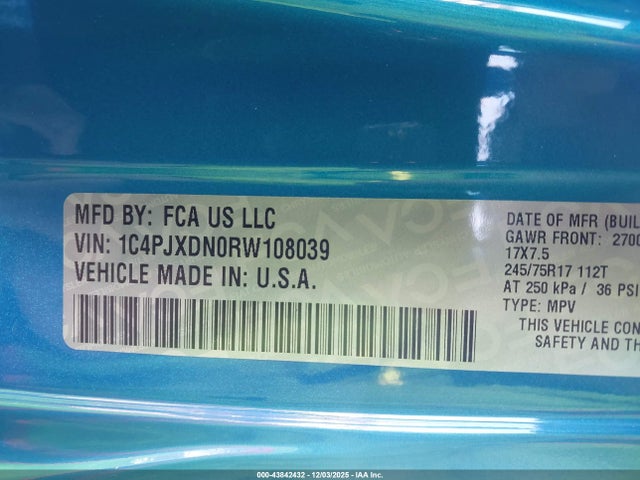 MFD BY: FCA US LLC
VIN: 1C4PJXDN0RW108039
VEHICLE MADE IN: U.S.A.
DATE OF MFR (BUIL
GAWR FRONT: 2700
17X7.5
245/75R17 112T
AT 250 kPa / 36 PSI
TYPE: MPV
THIS VEHICLE CON
SAFETY AND TH
000-43842432 - 12/03/2025 - IAA Inc.